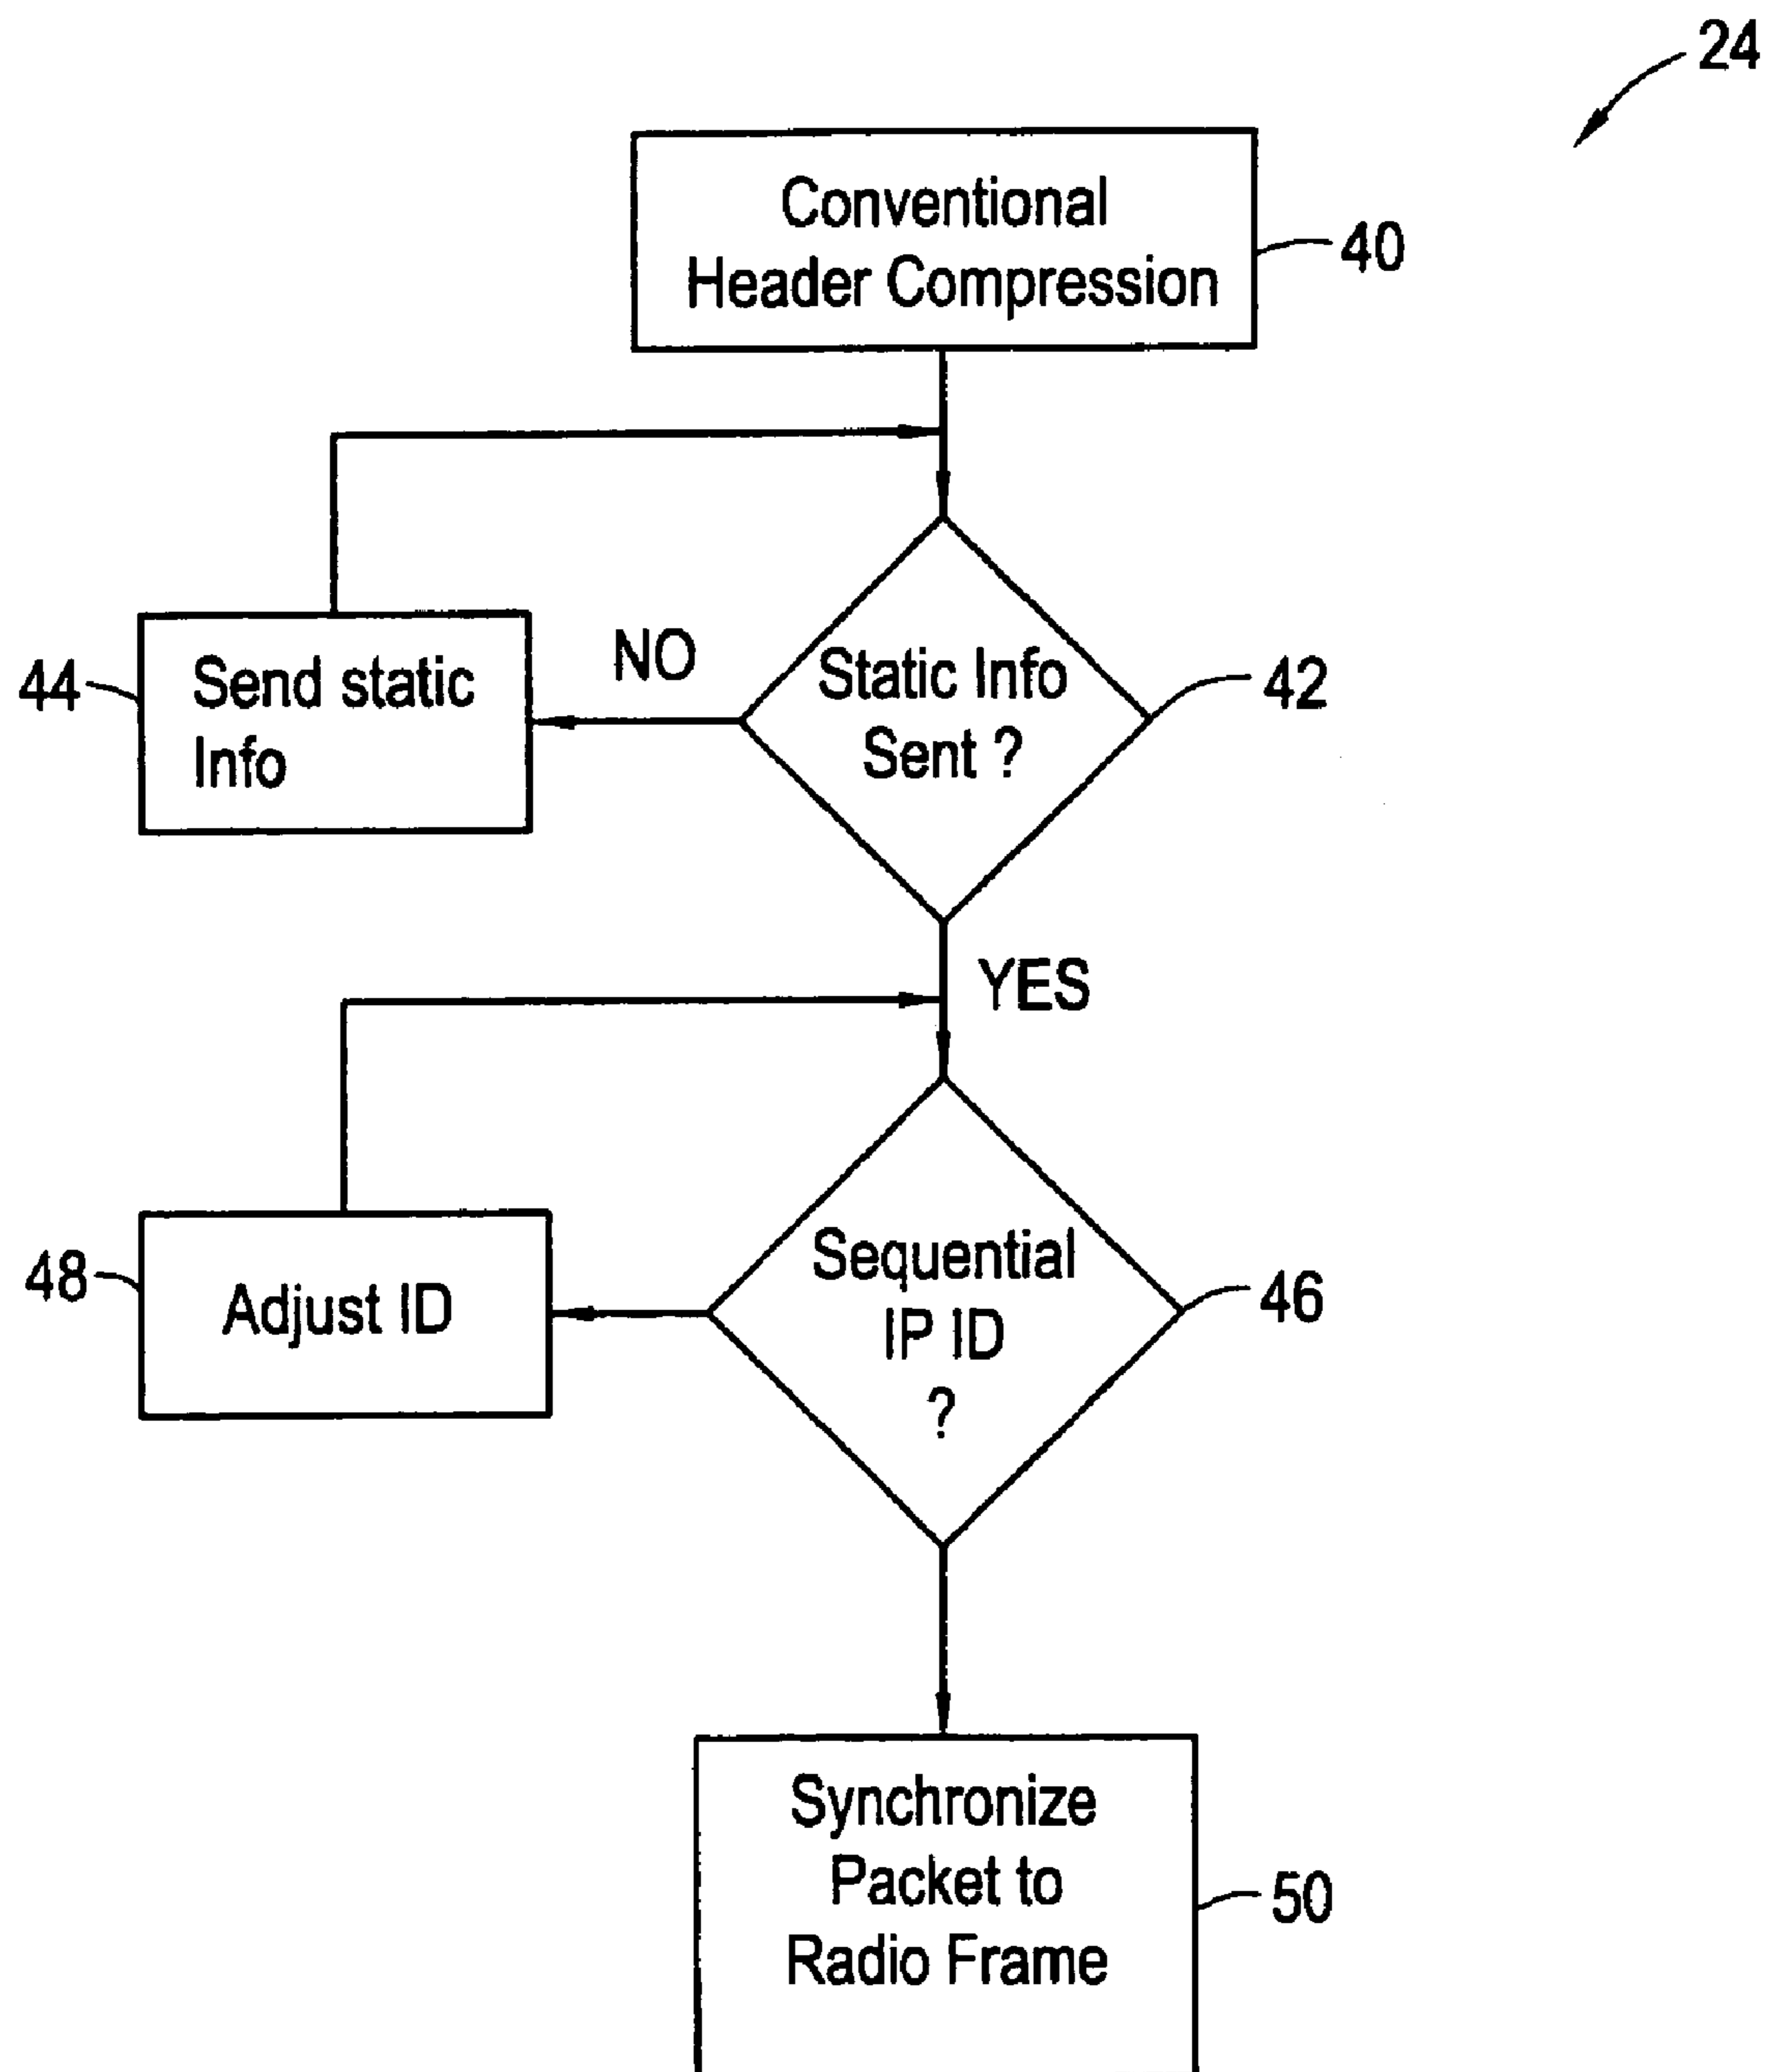 24
Conventional
Header Compression
40
44
Send static
Info
NO
Static Info
Sent ?
42
YES
48
Adjust ID
Sequential
IP ID
?
46
Synchronize
Packet to
Radio Frame
50